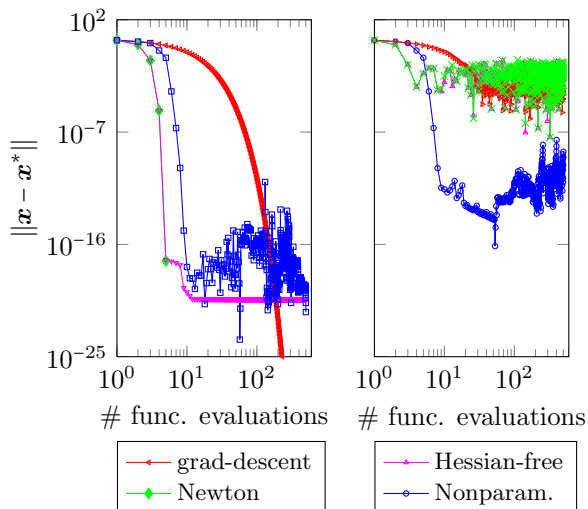 10^2
10^−7
10^−16
10^−25
||x − x*||
10^0 10^1 10^2 10^0 10^1 10^2
# func. evaluations # func. evaluations
grad-descent Hessian-free
Newton Nonparam.